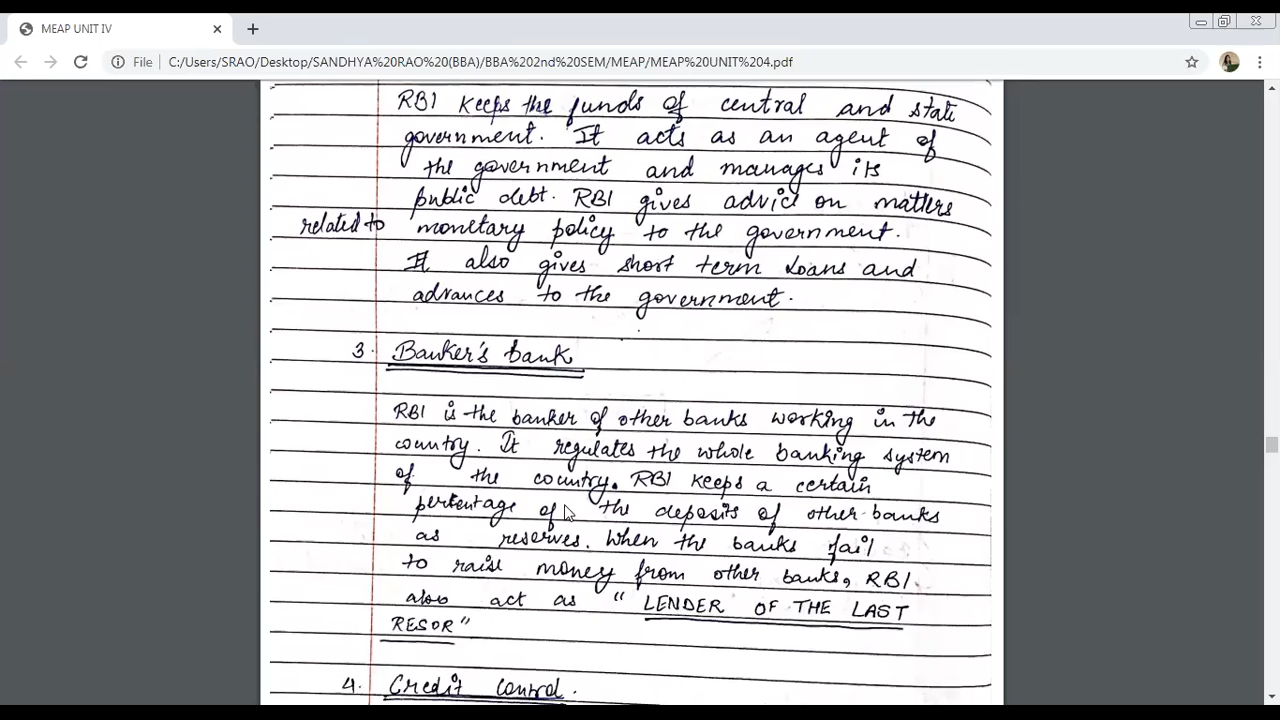 MEAP UNIT IV
File C:/Users/SRAO/Desktop/SANDHYA%20RAO%20(BBA)/BBA%202nd%20SEM/MEAP/MEAP%20UNIT%204.pdf
RBI keeps the funds of central and state
government. It acts as an agent of
the government and manages its
public debt. RBI gives advice on matters
related to monetary policy to the government.
It also gives short term loans and
advances to the government.
3. Banker's bank
RBI is the banker of other banks working in the
country. It regulates the whole banking system
of the country. RBI keeps a certain
percentage of the deposits of other banks
as reserves. When the banks fail
to raise money from other banks, RBI
also act as "LENDER OF THE LAST
RESOR"
4. Credit Control.